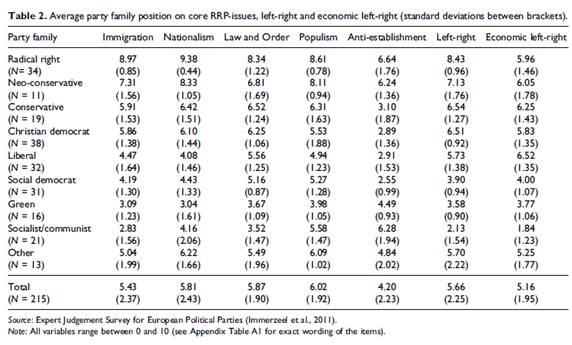 Table 2. Average party family position on core RRP-issues, left-right and economic left-right (standard deviations between brackets).
Party family Immigration Nationalism Law and Order Populism Anti-establishment Left-right Economic left-right
Radical right 8.97 9.38 8.34 8.61 6.64 8.43 5.96
(N= 34) (0.85) (0.44) (1.22) (0.78) (1.76) (0.96) (1.46)
Neo-conservative 7.31 8.33 6.81 8.11 6.24 7.13 6.05
(N = 11) (1.56) (1.05) (1.69) (0.94) (1.36) (1.76) (1.78)
Conservative 5.91 6.42 6.52 6.31 3.10 6.54 6.25
(N = 19) (1.53) (1.51) (1.24) (1.63) (1.87) (1.27) (1.43)
Christian democrat 5.86 6.10 6.25 5.53 2.89 6.51 5.83
(N = 38) (1.38) (1.44) (1.06) (1.88) (1.36) (0.92) (1.35)
Liberal 4.47 4.08 5.56 4.94 2.91 5.73 6.52
(N = 32) (1.64) (1.46) (1.25) (1.23) (1.53) (1.38) (1.35)
Social democrat 4.19 4.43 5.16 5.27 2.55 3.90 4.00
(N = 31) (1.30) (1.33) (0.87) (1.28) (0.99) (0.94) (1.07)
Green 3.09 3.04 3.67 3.98 4.49 3.58 3.77
(N = 16) (1.23) (1.61) (1.09) (1.05) (0.93) (0.90) (1.06)
Socialist/communist 2.83 4.16 3.52 5.58 6.28 2.13 1.84
(N = 21) (1.56) (2.06) (1.47) (1.47) (1.94) (1.54) (1.23)
Other 5.04 6.22 5.49 6.09 4.84 5.70 5.25
(N = 13) (1.99) (1.66) (1.96) (1.02) (2.02) (2.22) (1.77)
Total 5.43 5.81 5.87 6.02 4.20 5.66 5.16
(N = 215) (2.37) (2.43) (1.90) (1.92) (2.23) (2.25) (1.95)
Source: Expert Judgement Survey for European Political Parties (Immerzeel et al., 2011).
Note: All variables range between 0 and 10 (see Appendix Table A1 for exact wording of the items).